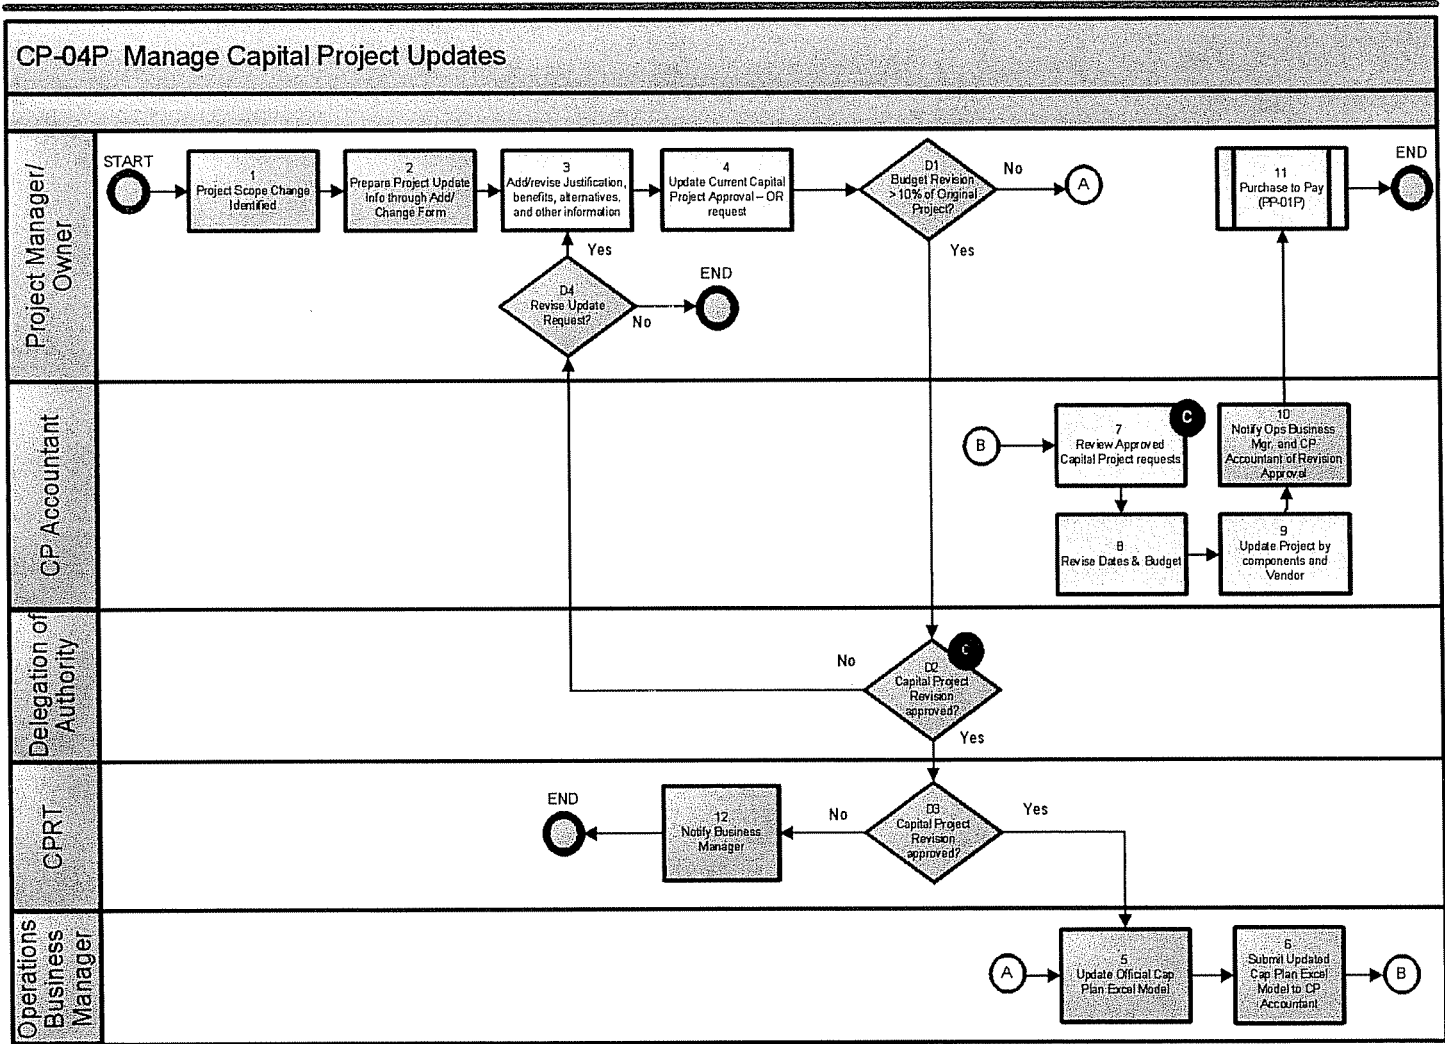 CP-04P Manage Capital Project Updates
Project Manager/
Owner
START
1
Project Scope Change
Identified
2
Prepare Project Update
Info through Add/
Change Form
3
Add/revise Justification,
benefits, alternatives,
and other information
4
Update Current Capital
Project Approval – OR
request
D1
Budget Revision
> 10% of Original
Project?
No
A
Yes
11
Purchase to Pay
(PP-01P)
END
D4
Revise Update
Request?
Yes
No
END
CP Accountant
B
7
Review Approved
Capital Project requests
C
8
Revise Dates & Budget
9
Update Project by
components and
Vendor
10
Notify Ops Business
Mgr. and CP
Accountant of Revision
Approval
Delegation of
Authority
D2
Capital Project
Revision
approved?
C
No
Yes
CPRT
END
12
Notify Business
Manager
No
D3
Capital Project
Revision
approved?
Yes
Operations
Business
Manager
A
5
Update Official Cap
Plan Excel Model
6
Submit Updated
Cap Plan Excel
Model to CP
Accountant
B